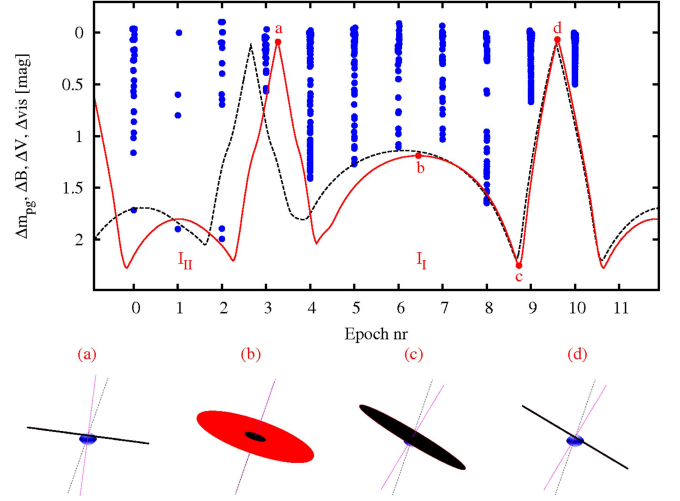 Δm_pg, ΔB, ΔV, Δvis [mag]
0
0.5
1
1.5
2
a
b
c
d
I_II
I_I
0 1 2 3 4 5 6 7 8 9 10 11
Epoch nr
(a) (b) (c) (d)